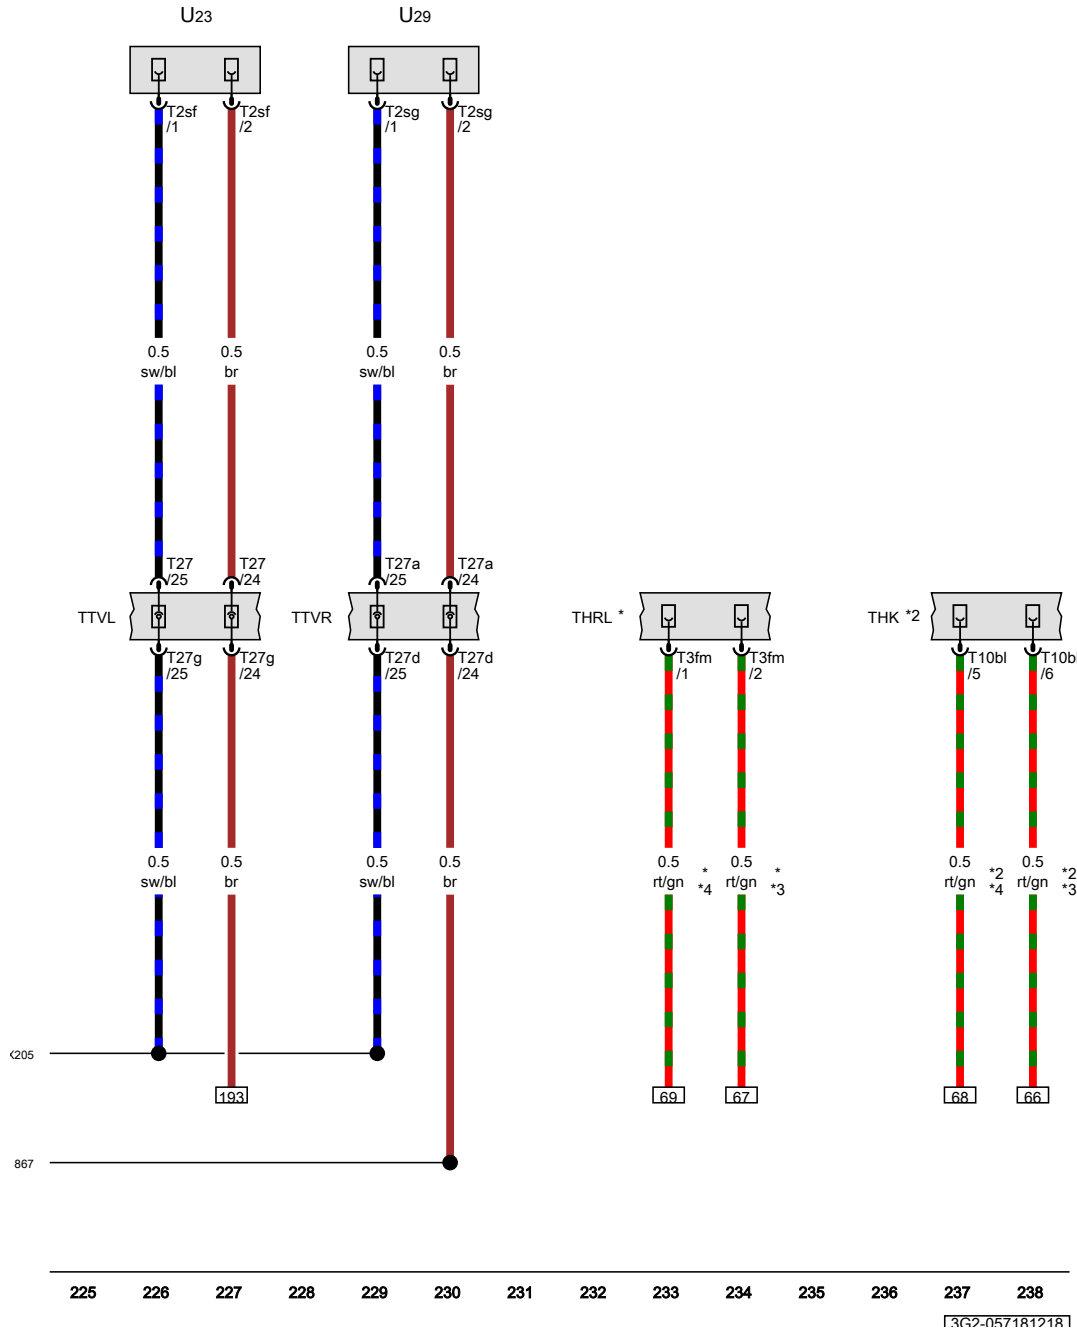 U23 U29
T2sf T2sf T2sg T2sg
/1 /2 /1 /2
0.5 0.5 0.5 0.5
sw/bl br sw/bl br
T27 T27 T27a T27a
/25 /24 /25 /24
TTVL TTVR THRL * THK *2
T27g T27g T27d T27d T3fm T3fm T10bl T10bl
/25 /24 /25 /24 /1 /2 /5 /6
0.5 0.5 0.5 0.5 0.5 * 0.5 * 0.5 *2 0.5 *2
sw/bl br sw/bl br rt/gn *4 rt/gn *3 rt/gn *4 rt/gn *3
205
193 69 67 68 66
867
225 226 227 228 229 230 231 232 233 234 235 236 237 238
3G2-057181218